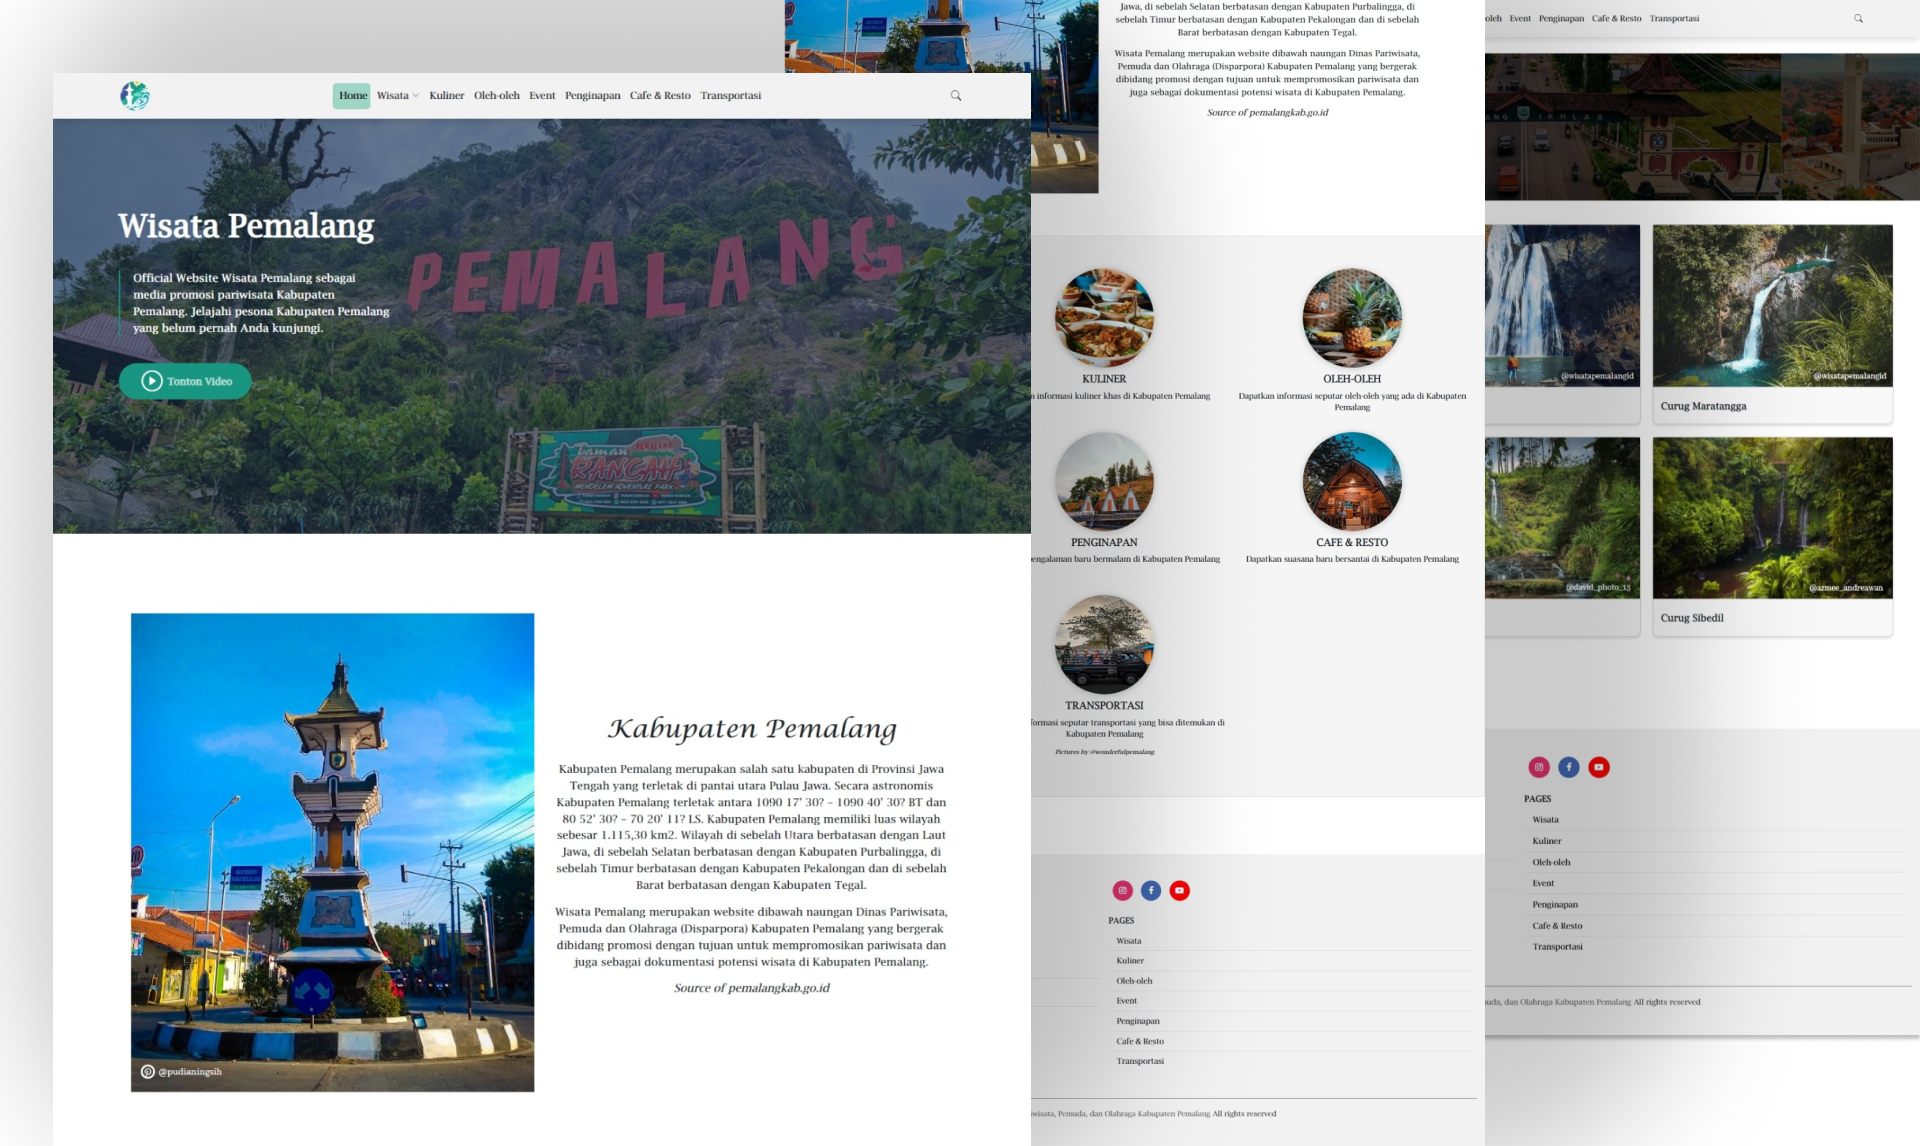 Home Wisata Kuliner Oleh-oleh Event Penginapan Cafe & Resto Transportasi
Wisata Pemalang
Official Website Wisata Pemalang sebagai
media promosi pariwisata Kabupaten
Pemalang. Jelajahi pesona Kabupaten Pemalang
yang belum pernah Anda kunjungi.
Tonton Video
PEMALANG
PEMALANG
taman
RANGAH
MENDELEM ADVENTURE PARK
Kabupaten Pemalang
Kabupaten Pemalang merupakan salah satu kabupaten di Provinsi Jawa
Tengah yang terletak di pantai utara Pulau Jawa. Secara astronomis
Kabupaten Pemalang terletak antara 1090 17' 30? – 1090 40' 30? BT dan
80 52' 30? – 70 20' 11? LS. Kabupaten Pemalang memiliki luas wilayah
sebesar 1.115,30 km2. Wilayah di sebelah Utara berbatasan dengan Laut
Jawa, di sebelah Selatan berbatasan dengan Kabupaten Purbalingga, di
sebelah Timur berbatasan dengan Kabupaten Pekalongan dan di sebelah
Barat berbatasan dengan Kabupaten Tegal.
Wisata Pemalang merupakan website dibawah naungan Dinas Pariwisata,
Pemuda dan Olahraga (Disparpora) Kabupaten Pemalang yang bergerak
dibidang promosi dengan tujuan untuk mempromosikan pariwisata dan
juga sebagai dokumentasi potensi wisata di Kabupaten Pemalang.
Source of pemalangkab.go.id
@pudianingsih
Jawa, di sebelah Selatan berbatasan dengan Kabupaten Purbalingga, di
sebelah Timur berbatasan dengan Kabupaten Pekalongan dan di sebelah
Barat berbatasan dengan Kabupaten Tegal.
Wisata Pemalang merupakan website dibawah naungan Dinas Pariwisata,
Pemuda dan Olahraga (Disparpora) Kabupaten Pemalang yang bergerak
dibidang promosi dengan tujuan untuk mempromosikan pariwisata dan
juga sebagai dokumentasi potensi wisata di Kabupaten Pemalang.
Source of pemalangkab.go.id
KULINER
informasi kuliner khas di Kabupaten Pemalang
OLEH-OLEH
Dapatkan informasi seputar oleh-oleh yang ada di Kabupaten
Pemalang
PENGINAPAN
engalaman baru bermalam di Kabupaten Pemalang
CAFE & RESTO
Dapatkan suasana baru bersantai di Kabupaten Pemalang
TRANSPORTASI
formasi seputar transportasi yang bisa ditemukan di
Kabupaten Pemalang
Pictures by @wonderfulpemalang
PAGES
Wisata
Kuliner
Oleh-oleh
Event
Penginapan
Cafe & Resto
Transportasi
wisata, Pemuda, dan Olahraga Kabupaten Pemalang All rights reserved
oleh Event Penginapan Cafe & Resto Transportasi
ANG IKHLAS
@wisatapemalangid
@wisatapemalangid
Curug Maratangga
@david_photo_13
@azmee_andreawan
Curug Sibedil
PAGES
Wisata
Kuliner
Oleh-oleh
Event
Penginapan
Cafe & Resto
Transportasi
uda, dan Olahraga Kabupaten Pemalang All rights reserved